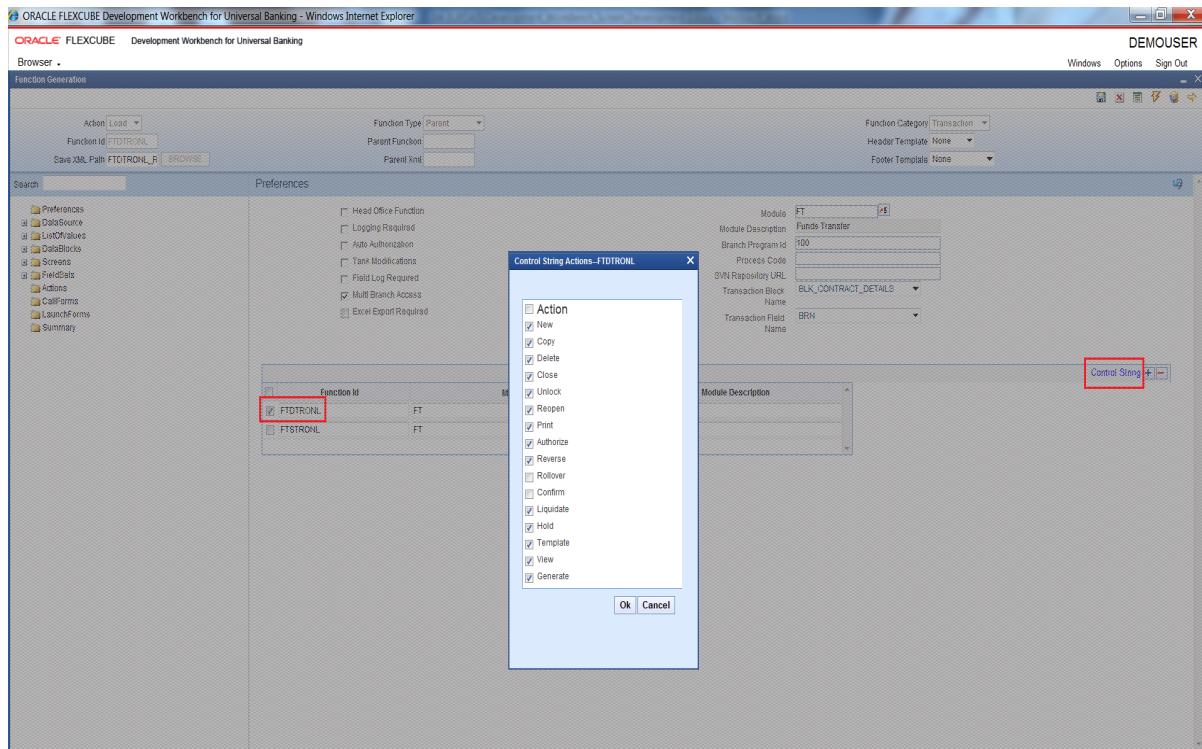 ORACLE FLEXCUBE Development Workbench for Universal Banking - Windows Internet Explorer
ORACLE FLEXCUBE Development Workbench for Universal Banking
DEMOUSER
Browser
Windows Options Sign Out
Function Generation
Action Load
Function Type Parent
Function Category Transaction
Function Id FTDTRONL
Parent Function
Header Template None
Save XML Path FTDTRONL_R BROWSE
Parent Xml
Footer Template None
Search
Preferences
Preferences
DataSource
ListOfValues
DataBlocks
Screens
FieldSets
Actions
CallForms
LaunchForms
Summary
Head Office Function
Logging Required
Auto Authorization
Tank Modifications
Field Log Required
Multi Branch Access
Excel Export Required
Module FT
Module Description Funds Transfer
Branch Program Id 100
Process Code
SVN Repository URL
Transaction Block Name BLK_CONTRACT_DETAILS
Transaction Field Name BRN
Control String + -
Function Id
Module Description
FTDTRONL FT
FTSTRONL FT
Control String Actions--FTDTRONL X
Action
New
Copy
Delete
Close
Unlock
Reopen
Print
Authorize
Reverse
Rollover
Confirm
Liquidate
Hold
Template
View
Generate
Ok Cancel